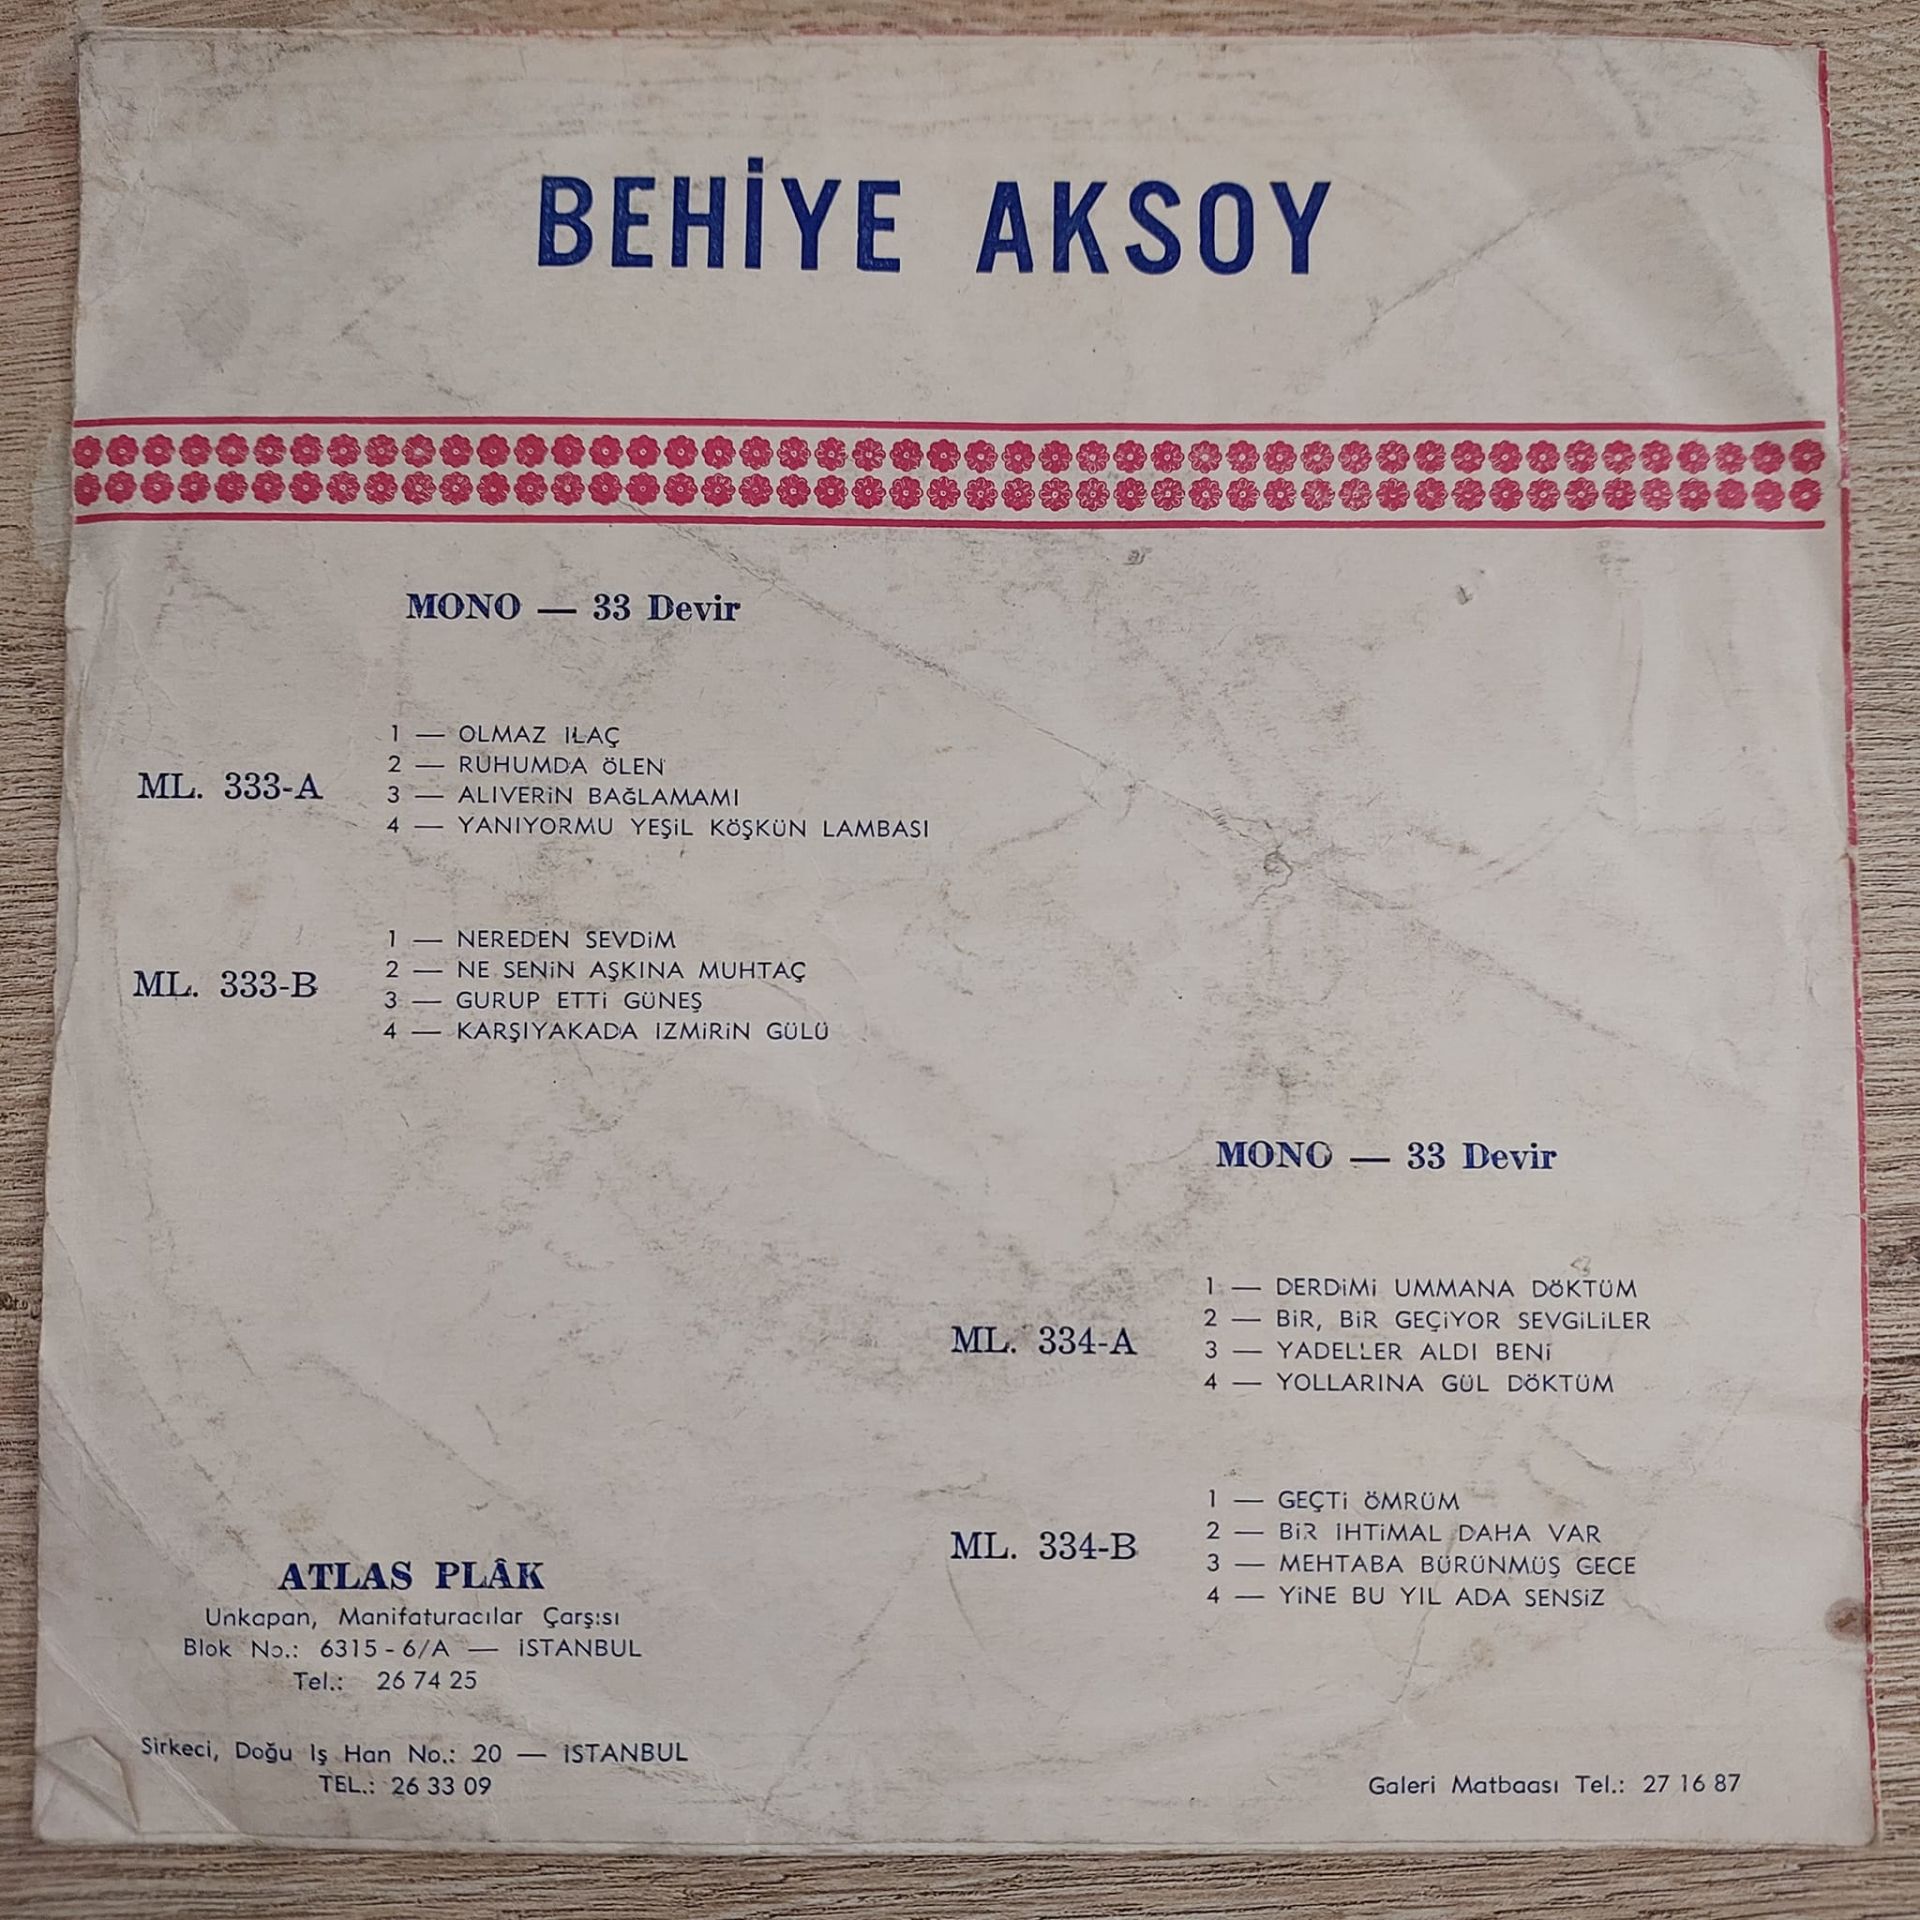 BEHİYE AKSOY
MONO — 33 Devir
ML. 333-A
1 — OLMAZ ILAÇ
2 — RUHUMDA ÖLEN
3 — ALIVERİN BAĞLAMAMI
4 — YANIYORMU YEŞİL KÖŞKÜN LAMBASI
ML. 333-B
1 — NEREDEN SEVDİM
2 — NE SENİN AŞKINA MUHTAÇ
3 — GURUP ETTİ GÜNEŞ
4 — KARŞIYAKADA IZMİRİN GÜLÜ
MONO — 33 Devir
ML. 334-A
1 — DERDİMİ UMMANA DÖKTÜM
2 — BİR, BİR GEÇİYOR SEVGİLİLER
3 — YADELLER ALDI BENİ
4 — YOLLARINA GÜL DÖKTÜM
ML. 334-B
1 — GEÇTİ ÖMRÜM
2 — BİR IHTİMAL DAHA VAR
3 — MEHTABA BÜRÜNMÜŞ GECE
4 — YİNE BU YIL ADA SENSİZ
ATLAS PLÂK
Unkapan, Manifaturacılar Çarşısı
Blok No.: 6315 - 6/A — İSTANBUL
Tel.: 26 74 25
Sirkeci, Doğu Iş Han No.: 20 — İSTANBUL
TEL.: 26 33 09
Galeri Matbaası Tel.: 27 16 87